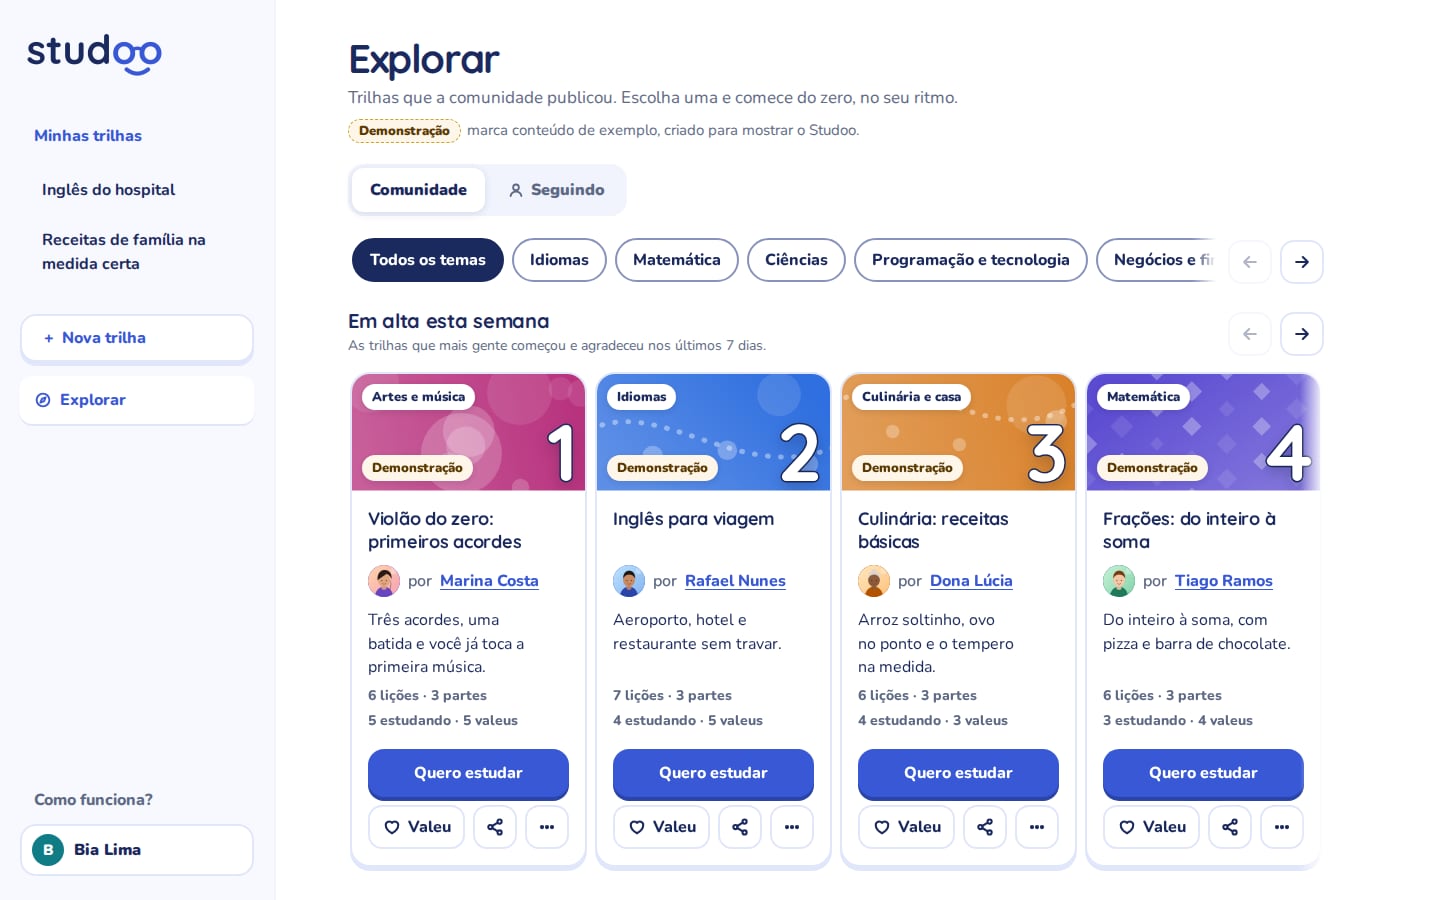 studoo
Minhas trilhas
Inglês do hospital
Receitas de família na
medida certa
+ Nova trilha
Explorar
Como funciona?
B
Bia Lima
Explorar
Trilhas que a comunidade publicou. Escolha uma e comece do zero, no seu ritmo.
Demonstração marca conteúdo de exemplo, criado para mostrar o Studoo.
Comunidade
Seguindo
Todos os temas
Idiomas
Matemática
Ciências
Programação e tecnologia
Negócios e
Em alta esta semana
As trilhas que mais gente começou e agradeceu nos últimos 7 dias.
Artes e música
Demonstração
1
Violão do zero:
primeiros acordes
por Marina Costa
Três acordes, uma
batida e você já toca a
primeira música.
6 lições · 3 partes
5 estudando · 5 valeus
Quero estudar
Valeu
Idiomas
Demonstração
2
Inglês para viagem
por Rafael Nunes
Aeroporto, hotel e
restaurante sem travar.
7 lições · 3 partes
4 estudando · 5 valeus
Quero estudar
Valeu
Culinária e casa
Demonstração
3
Culinária: receitas
básicas
por Dona Lúcia
Arroz soltinho, ovo
no ponto e o tempero
na medida.
6 lições · 3 partes
4 estudando · 3 valeus
Quero estudar
Valeu
Matemática
Demonstração
4
Frações: do inteiro à
soma
por Tiago Ramos
Do inteiro à soma, com
pizza e barra de chocolate.
6 lições · 3 partes
3 estudando · 4 valeus
Quero estudar
Valeu